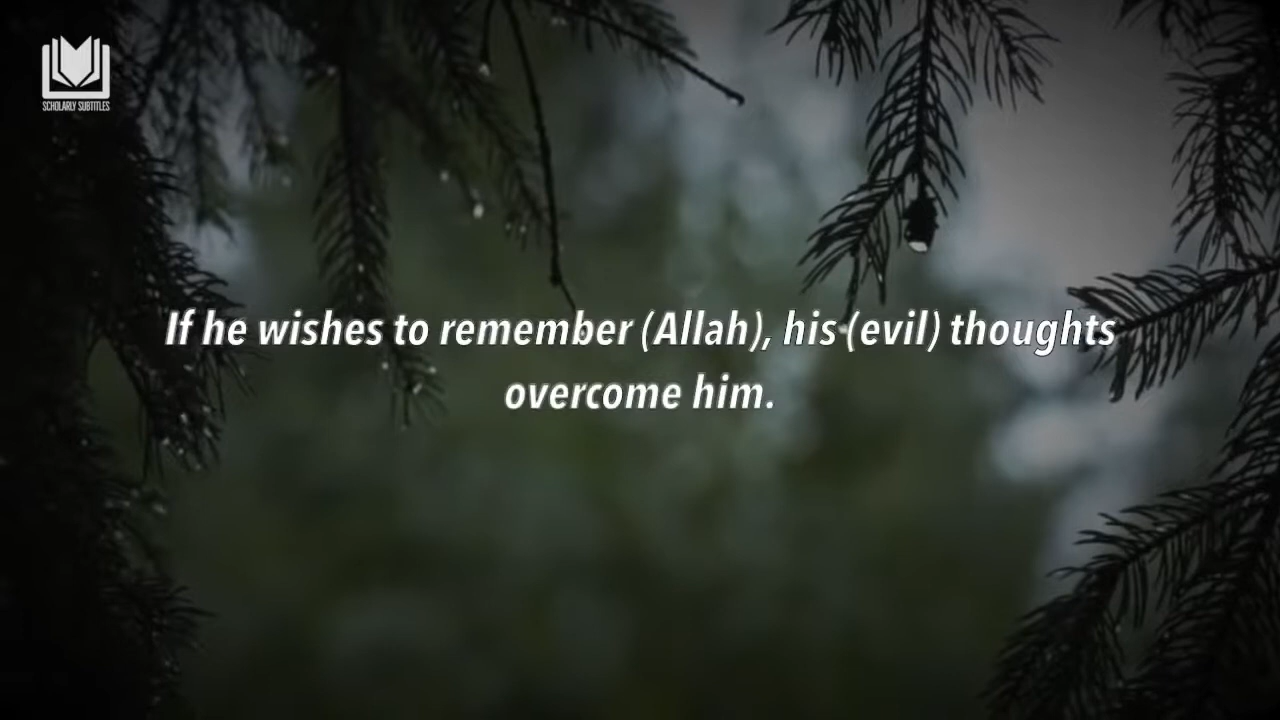 SCHOLARLY SUBTITLES
If he wishes to remember (Allah), his (evil) thoughts
overcome him.